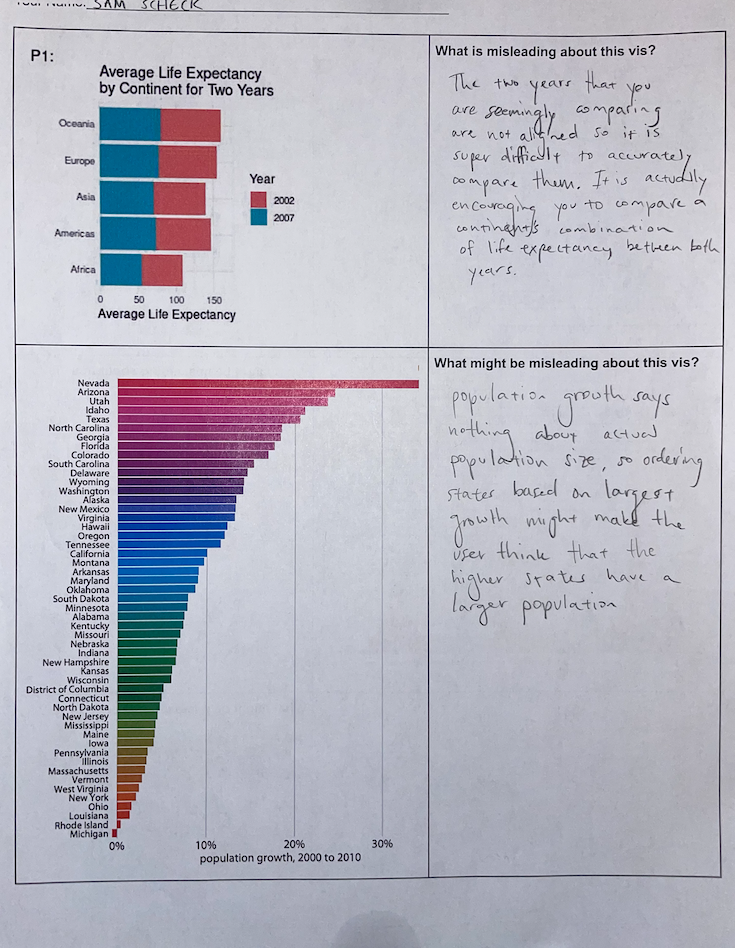 Your Name: SAM SCHECK
P1:
Average Life Expectancy
by Continent for Two Years
Oceania
Europe
Asia
Americas
Africa
Year
2002
2007
0 50 100 150
Average Life Expectancy
What is misleading about this vis?
The two years that you
are seemingly comparing
are not aligned so it is
super difficult to accurately
compare them. It is actually
encouraging you to compare a
continent's combination
of life expectancy between both
years.
Nevada
Arizona
Utah
Idaho
Texas
North Carolina
Georgia
Florida
Colorado
South Carolina
Delaware
Wyoming
Washington
Alaska
New Mexico
Virginia
Hawaii
Oregon
Tennessee
California
Montana
Arkansas
Maryland
Oklahoma
South Dakota
Minnesota
Alabama
Kentucky
Missouri
Nebraska
Indiana
New Hampshire
Kansas
Wisconsin
District of Columbia
Connecticut
North Dakota
New Jersey
Mississippi
Maine
Iowa
Pennsylvania
Illinois
Massachusetts
Vermont
West Virginia
New York
Ohio
Louisiana
Rhode Island
Michigan
0% 10% 20% 30%
population growth, 2000 to 2010
What might be misleading about this vis?
population growth says
nothing about actual
population size, so ordering
states based on largest
growth might make the
user think that the
higher states have a
larger population